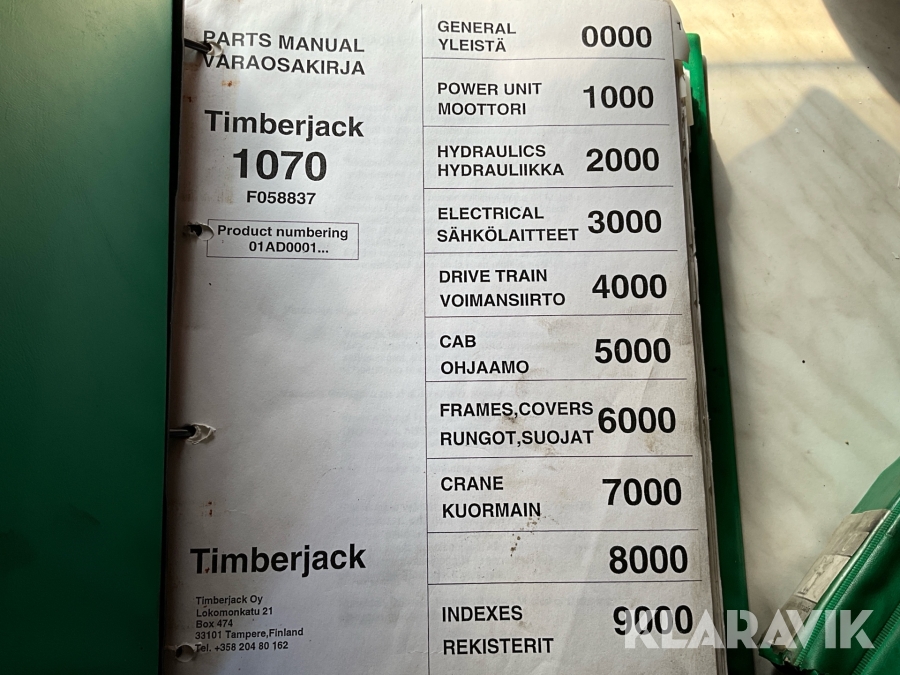 PARTS MANUAL
VARAOSAKIRJA
Timberjack
1070
F058837
Product numbering
01AD0001...
Timberjack
Timberjack Oy
Lokomonkatu 21
Box 474
33101 Tampere,Finland
Tel. +358 204 80 162
GENERAL
YLEISTÄ
0000
POWER UNIT
MOOTTORI
1000
HYDRAULICS
HYDRAULIIKKA
2000
ELECTRICAL
SÄHKÖLAITTEET
3000
DRIVE TRAIN
VOIMANSIIRTO
4000
CAB
OHJAAMO
5000
FRAMES,COVERS
RUNGOT,SUOJAT
6000
CRANE
KUORMAIN
7000
8000
INDEXES
REKISTERIT
9000
KLARAVIK